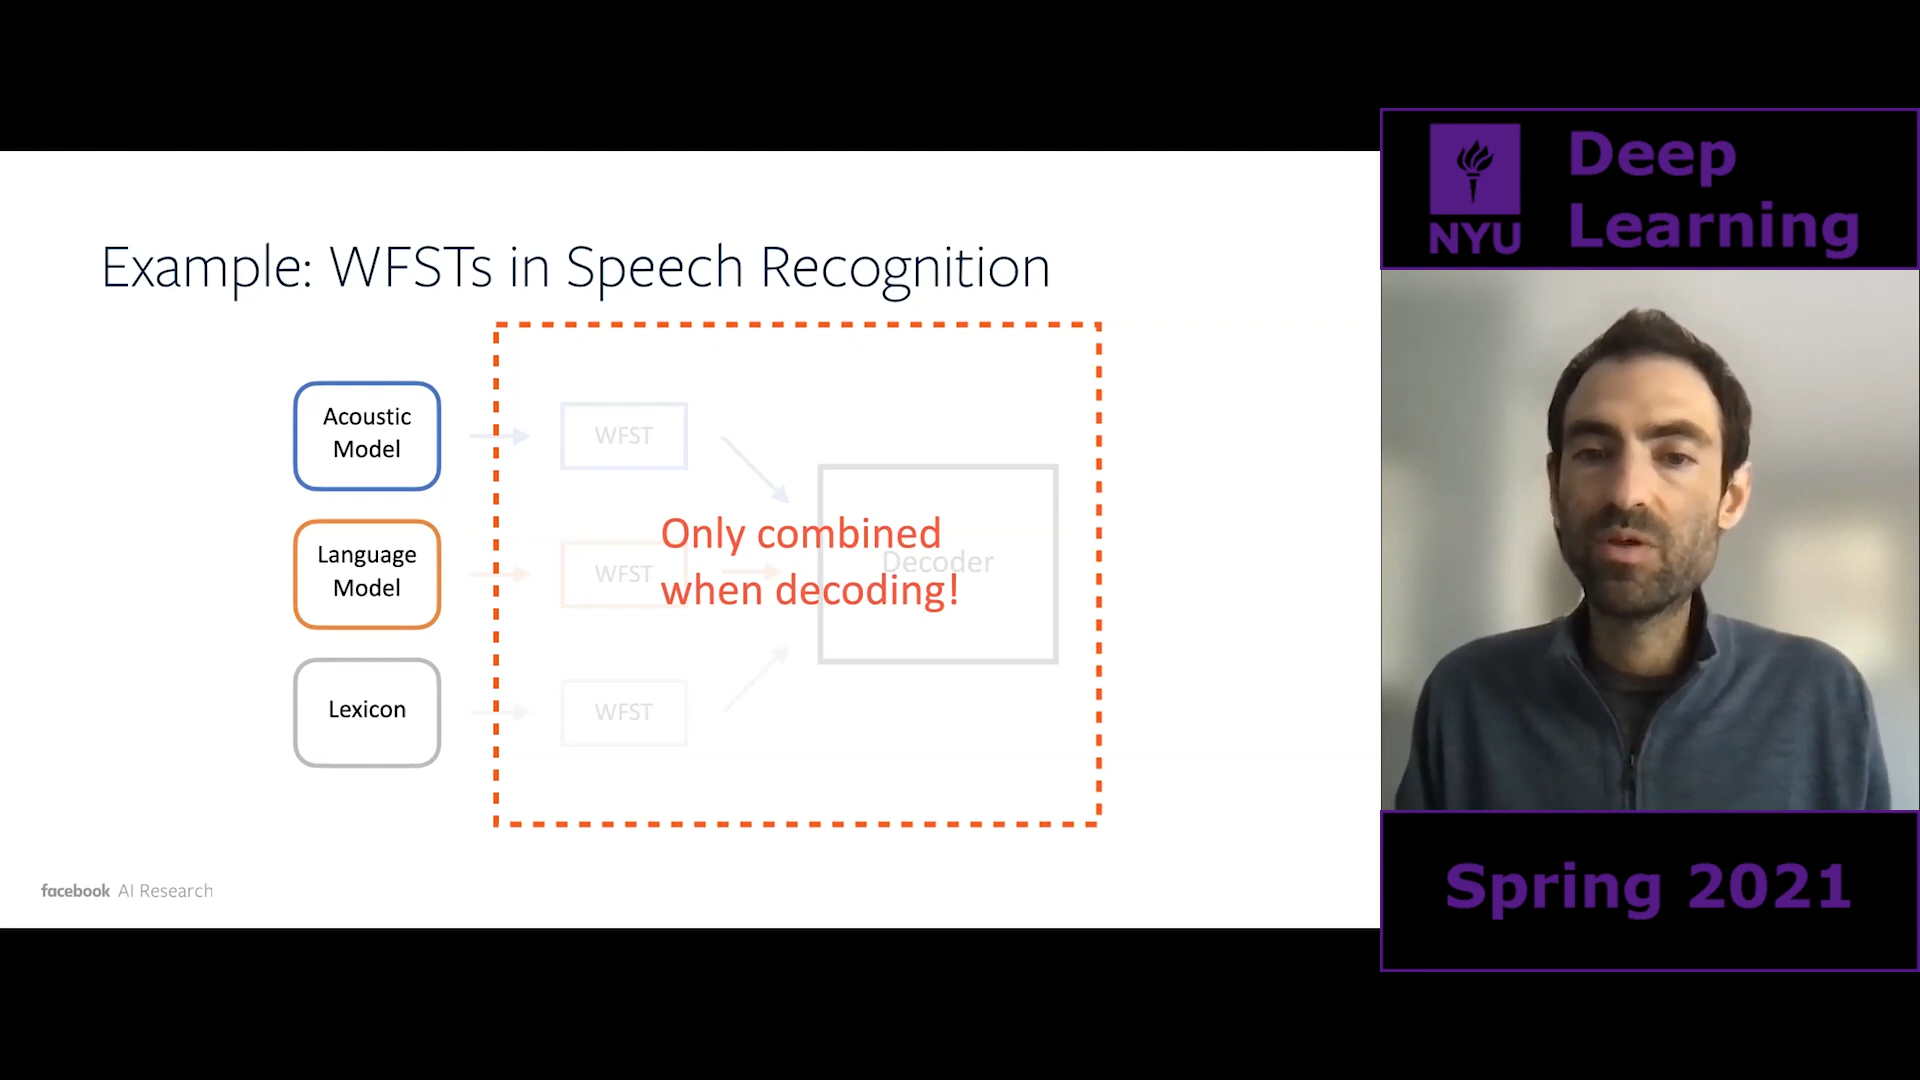 Example: WFSTs in Speech Recognition
Acoustic
Model
WFST
Language
Model
WFST
Only combined
when decoding!
Decoder
Lexicon
WFST
facebook AI Research
NYU
Deep
Learning
Spring 2021